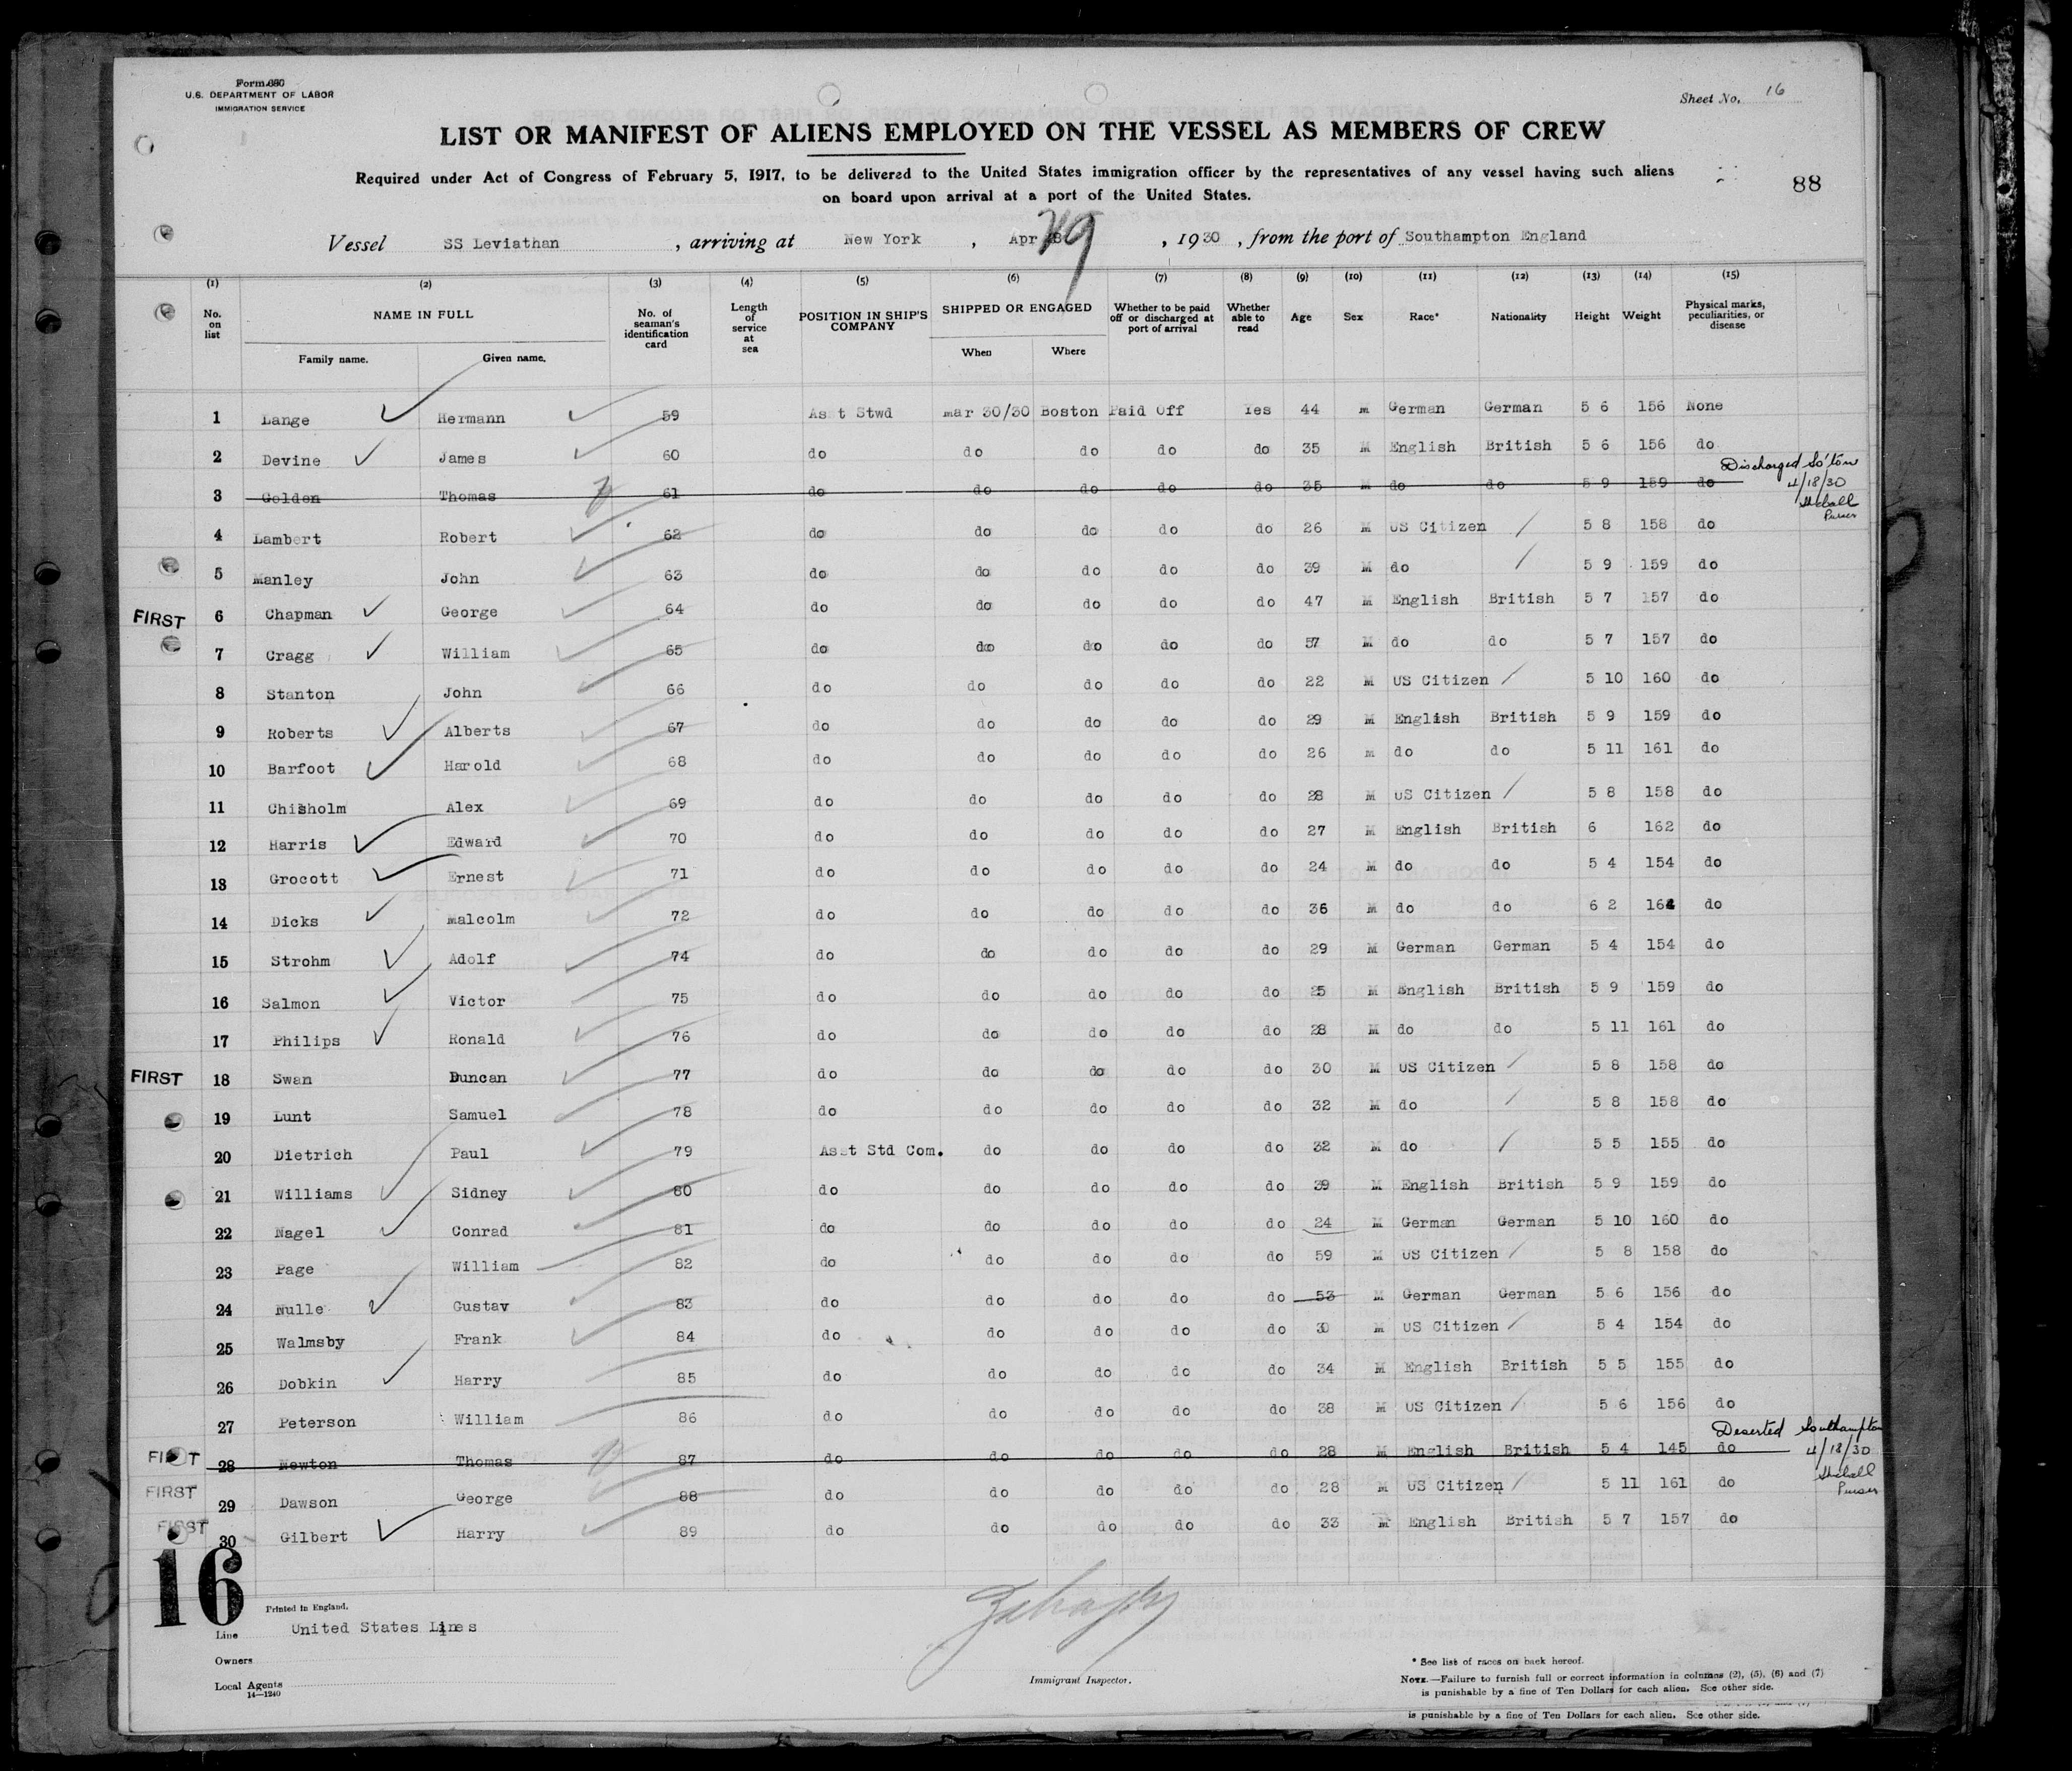 Form 680
U.S. DEPARTMENT OF LABOR
IMMIGRATION SERVICE
Sheet No. 16
LIST OR MANIFEST OF ALIENS EMPLOYED ON THE VESSEL AS MEMBERS OF CREW
Required under Act of Congress of February 5, 1917, to be delivered to the United States immigration officer by the representatives of any vessel having such aliens
on board upon arrival at a port of the United States.
88
Vessel SS Leviathan, arriving at New York, Apr, 1930, from the port of Southampton England
(1) (2) (3) (4) (5) (6) (7) (8) (9) (10) (11) (12) (13) (14) (15)
No. on list NAME IN FULL Family name. Given name. No. of seaman's identification card Length of service at sea POSITION IN SHIP'S COMPANY SHIPPED OR ENGAGED When Where Whether to be paid off or discharged at port of arrival Whether able to read Age Sex Race* Nationality Height Weight Physical marks, peculiarities, or disease
1 Lange Hermann 59 Asst Stwd mar 30/30 Boston Paid Off Yes 44 m German German 5 6 156 None
2 Devine James 60 do do do do do 35 M English British 5 6 156 do
3 Golden Thomas 61 do do do do do 35 M do do 5 9 159 do Discharged So'ton 4/18/30 Purser
4 Lambert Robert 62 do do do do do 26 M US Citizen / 5 8 158 do
5 Manley John 63 do do do do do 39 M do / 5 9 159 do
FIRST 6 Chapman George 64 do do do do do 47 M English British 5 7 157 do
7 Cragg William 65 do do do do do 57 M do do 5 7 157 do
8 Stanton John 66 do do do do do 22 M US Citizen / 5 10 160 do
9 Roberts Alberts 67 do do do do do 29 M English British 5 9 159 do
10 Barfoot Harold 68 do do do do do 26 m do do 5 11 161 do
11 Chisholm Alex 69 do do do do do 28 M US Citizen / 5 8 158 do
12 Harris Edward 70 do do do do do 27 M English British 6 162 do
13 Grocott Ernest 71 do do do do do 24 M do do 5 4 154 do
14 Dicks malcolm 72 do do do do do 36 M do do 6 2 164 do
15 Strohm Adolf 74 do do do do do 29 M German German 5 4 154 do
16 Salmon Victor 75 do do do do do 25 M English British 5 9 159 do
17 Philips Ronald 76 do do do do do 28 M do do 5 11 161 do
FIRST 18 Swan Duncan 77 do do do do do 30 M US Citizen / 5 8 158 do
19 Lunt Samuel 78 do do do do do 32 M do / 5 8 158 do
20 Dietrich Paul 79 Asst Std Com. do do do do 32 M do / 5 5 155 do
21 Williams Sidney 80 do do do do do 39 M English British 5 9 159 do
22 Nagel Conrad 81 do do do do do 24 M German German 5 10 160 do
23 Page William 82 do do do do do 59 M US Citizen / 5 8 158 do
24 Nulle Gustav 83 do do do do do 53 M German German 5 6 156 do
25 Walmsby Frank 84 do do do do do 30 M US Citizen / 5 4 154 do
26 Dobkin Harry 85 do do do do do 34 M English British 5 5 155 do
27 Peterson William 86 do do do do do 38 M US Citizen / 5 6 156 do
FIRST 28 Newton Thomas 87 do do do do do 28 M English British 5 4 145 do Deserted Southampton 4/18/30 Purser
FIRST 29 Dawson George 88 do do do do do 28 M US Citizen / 5 11 161 do
FIRST 30 Gilbert Harry 89 do do do do do 33 M English British 5 7 157 do
16
Printed in England.
Line United States Lines
Owners
Local Agents
14—1240
Immigrant Inspector.
* See list of races on back hereof.
NOTE.—Failure to furnish full or correct information in columns (2), (5), (6) and (7)
is punishable by a fine of Ten Dollars for each alien. See other side.
is punishable by a fine of Ten Dollars for each alien. See other side.